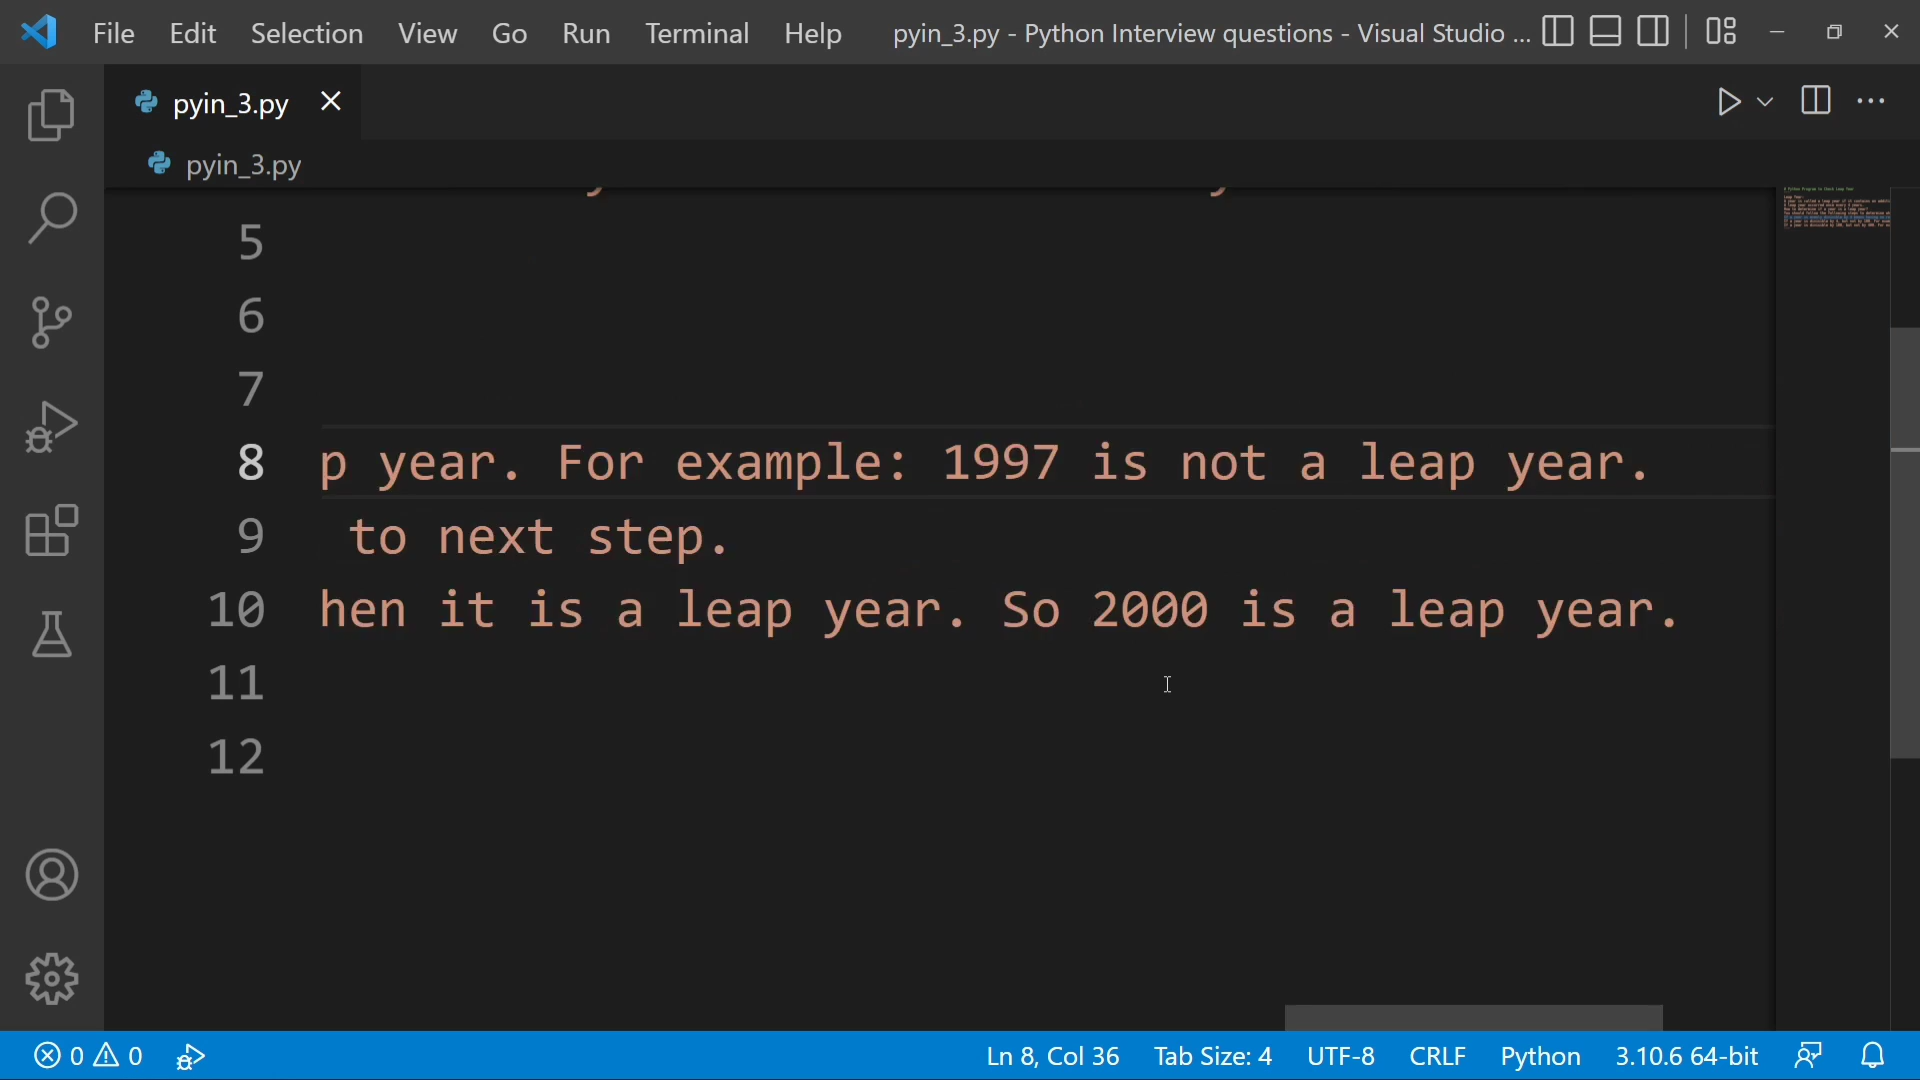 File Edit Selection View Go Run Terminal Help pyin_3.py - Python Interview questions - Visual Studio ...
pyin_3.py
pyin_3.py
5
6
7
8 p year. For example: 1997 is not a leap year.
9 to next step.
10 hen it is a leap year. So 2000 is a leap year.
11
12
0 0 Ln 8, Col 36 Tab Size: 4 UTF-8 CRLF Python 3.10.6 64-bit